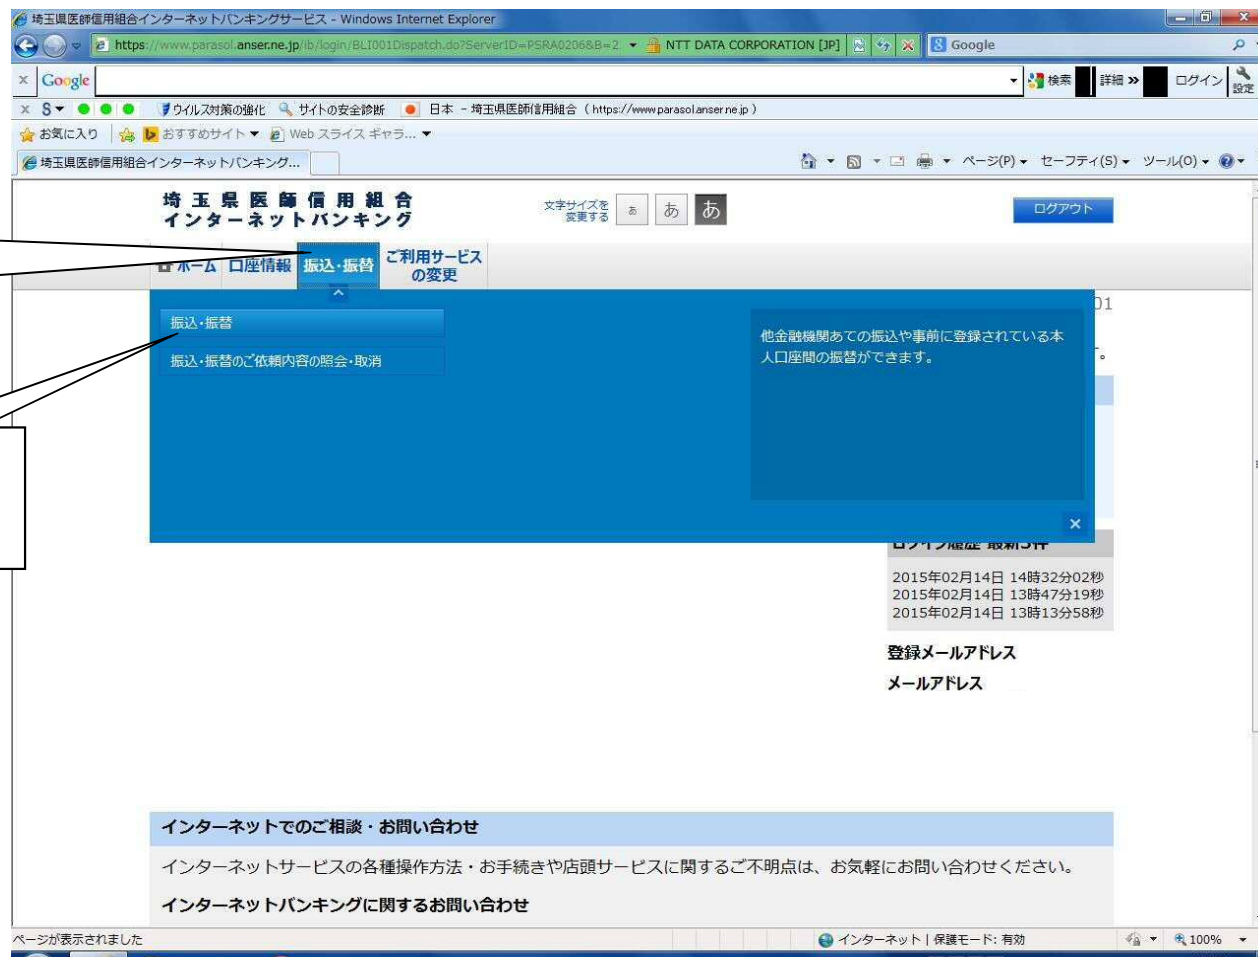 埼玉県医師信用組合インターネットバンキングサービス - Windows Internet Explorer
https://www.parasol.anser.ne.jp/ib/login/BLI001Dispatch.do?ServerID=PSRA0206&B=2
NTT DATA CORPORATION [JP]
Google
Google
検索
詳細 »
ログイン
設定
ウイルス対策の強化
サイトの安全診断
日本 - 埼玉県医師信用組合 ( https://www.parasol.anser.ne.jp )
お気に入り
おすすめサイト
Web スライス ギャラ...
埼玉県医師信用組合インターネットバンキング...
ページ(P)
セーフティ(S)
ツール(O)
埼玉県医師信用組合
インターネットバンキング
文字サイズを
変更する
あ
あ
あ
ログアウト
ホーム
口座情報
振込・振替
ご利用サービス
の変更
01
振込・振替
振込・振替のご依頼内容の照会・取消
他金融機関あての振込や事前に登録されている本
人口座間の振替ができます。
す。
ログイン履歴 最新3件
2015年02月14日 14時32分02秒
2015年02月14日 13時47分19秒
2015年02月14日 13時13分58秒
登録メールアドレス
メールアドレス
インターネットでのご相談・お問い合わせ
インターネットサービスの各種操作方法・お手続きや店頭サービスに関するご不明点は、お気軽にお問い合わせください。
インターネットバンキングに関するお問い合わせ
ページが表示されました
インターネット | 保護モード: 有効
100%